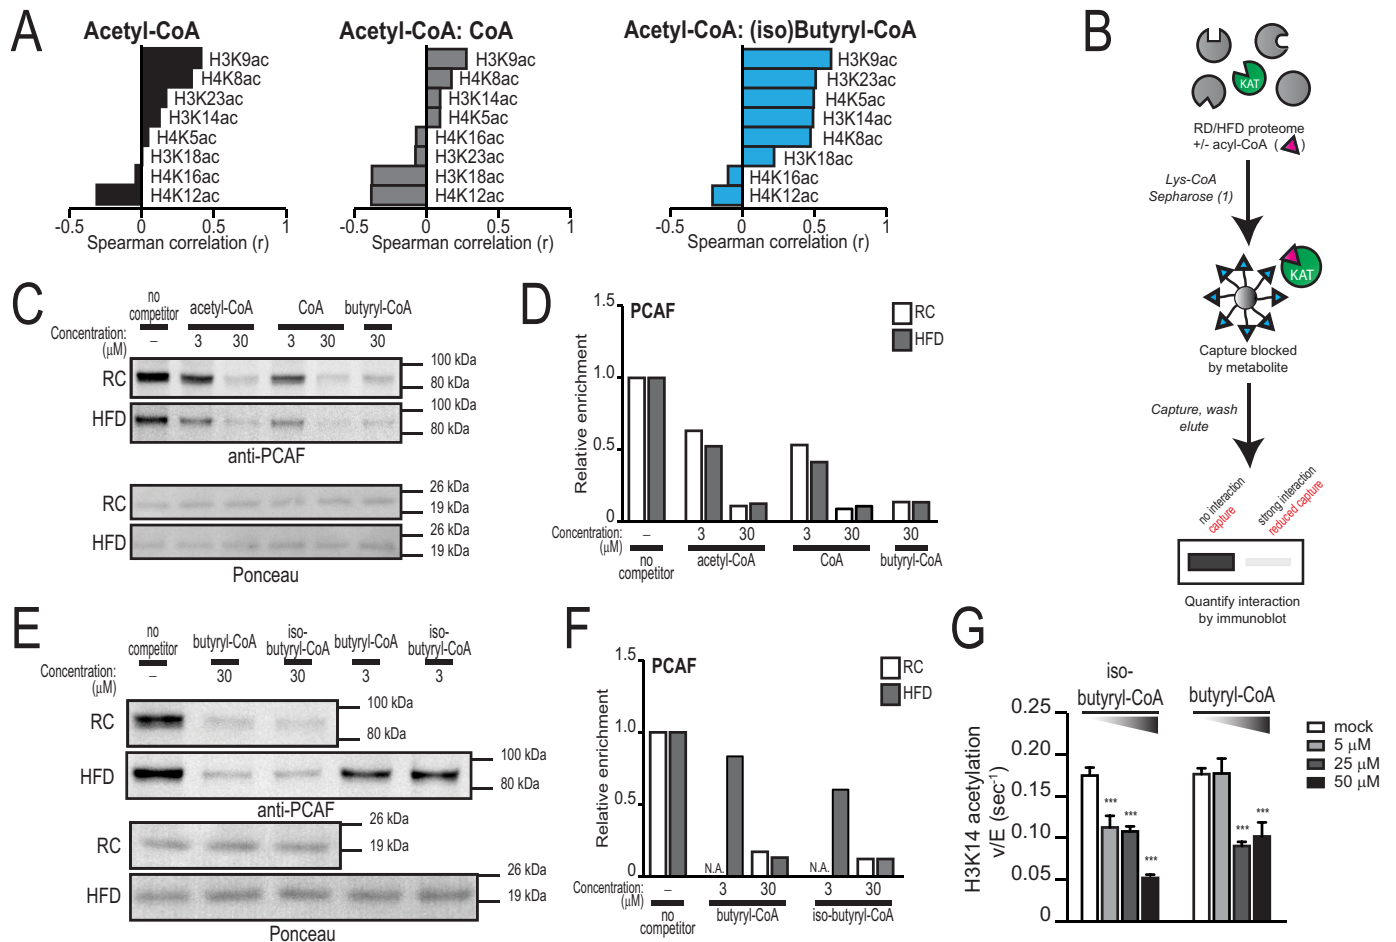 A
Acetyl-CoA
H3K9ac
H4K8ac
H3K23ac
H3K14ac
H4K5ac
H3K18ac
H4K16ac
H4K12ac
-0.5 0 0.5 1
Spearman correlation (r)
Acetyl-CoA: CoA
H3K9ac
H4K8ac
H3K14ac
H4K5ac
H4K16ac
H3K23ac
H3K18ac
H4K12ac
-0.5 0 0.5 1
Spearman correlation (r)
Acetyl-CoA: (iso)Butyryl-CoA
H3K9ac
H3K23ac
H4K5ac
H3K14ac
H4K8ac
H3K18ac
H4K16ac
H4K12ac
-0.5 0 0.5 1
Spearman correlation (r)
B
KAT
RD/HFD proteome
+/- acyl-CoA ( )
Lys-CoA
Sepharose (1)
KAT
Capture blocked
by metabolite
Capture, wash
elute
no interaction
capture
strong interaction
reduced capture
Quantify interaction
by immunoblot
C
no
competitor
acetyl-CoA CoA butyryl-CoA
Concentration:
(µM)
– 3 30 3 30 30
RC
100 kDa
80 kDa
HFD
100 kDa
80 kDa
anti-PCAF
RC
26 kDa
19 kDa
HFD
26 kDa
19 kDa
Ponceau
D
PCAF
RC
HFD
Relative enrichment
1.5
1.0
0.5
0
Concentration:
(µM)
– 3 30 3 30 30
no
competitor
acetyl-CoA CoA butyryl-CoA
E
no
competitor
butyryl-CoA
iso-
butyryl-CoA
butyryl-CoA
iso-
butyryl-CoA
Concentration:
(µM)
– 30 30 3 3
RC
100 kDa
80 kDa
HFD
100 kDa
80 kDa
anti-PCAF
RC
26 kDa
19 kDa
HFD
26 kDa
19 kDa
Ponceau
F
PCAF
RC
HFD
Relative enrichment
1.5
1.0
0.5
0
N.A. N.A.
Concentration:
(µM)
– 3 30 3 30
no
competitor
butyryl-CoA iso-butyryl-CoA
G
iso-
butyryl-CoA
butyryl-CoA
H3K14 acetylation
v/E (sec-1)
0.25
0.20
0.15
0.10
0.05
0
*** *** *** *** ***
mock
5 µM
25 µM
50 µM